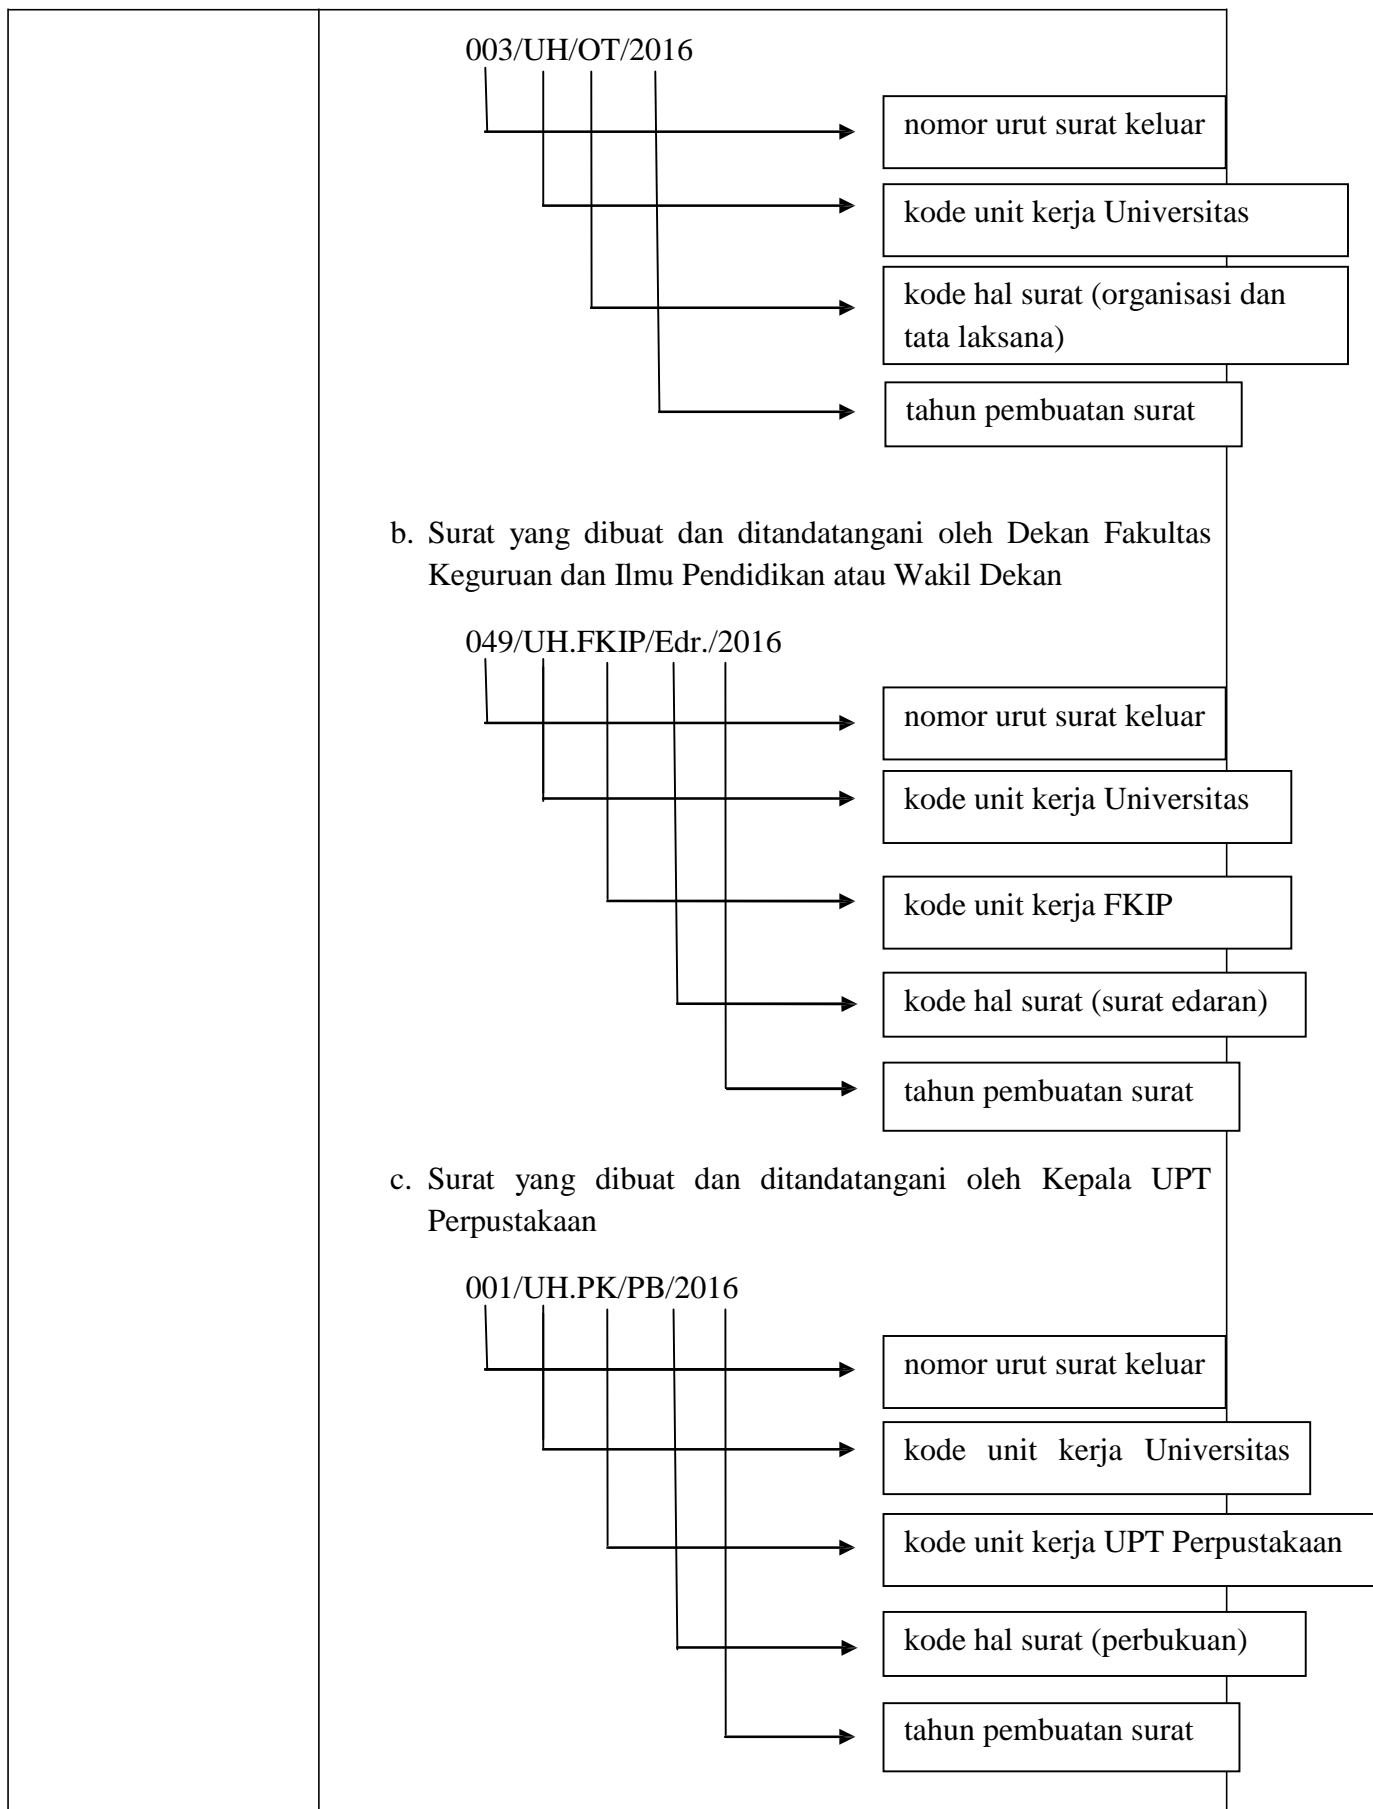 003/UH/OT/2016
nomor urut surat keluar
kode unit kerja Universitas
kode hal surat (organisasi dan
tata laksana)
tahun pembuatan surat
b. Surat yang dibuat dan ditandatangani oleh Dekan Fakultas
Keguruan dan Ilmu Pendidikan atau Wakil Dekan
049/UH.FKIP/Edr./2016
nomor urut surat keluar
kode unit kerja Universitas
kode unit kerja FKIP
kode hal surat (surat edaran)
tahun pembuatan surat
c. Surat yang dibuat dan ditandatangani oleh Kepala UPT
Perpustakaan
001/UH.PK/PB/2016
nomor urut surat keluar
kode unit kerja Universitas
kode unit kerja UPT Perpustakaan
kode hal surat (perbukuan)
tahun pembuatan surat